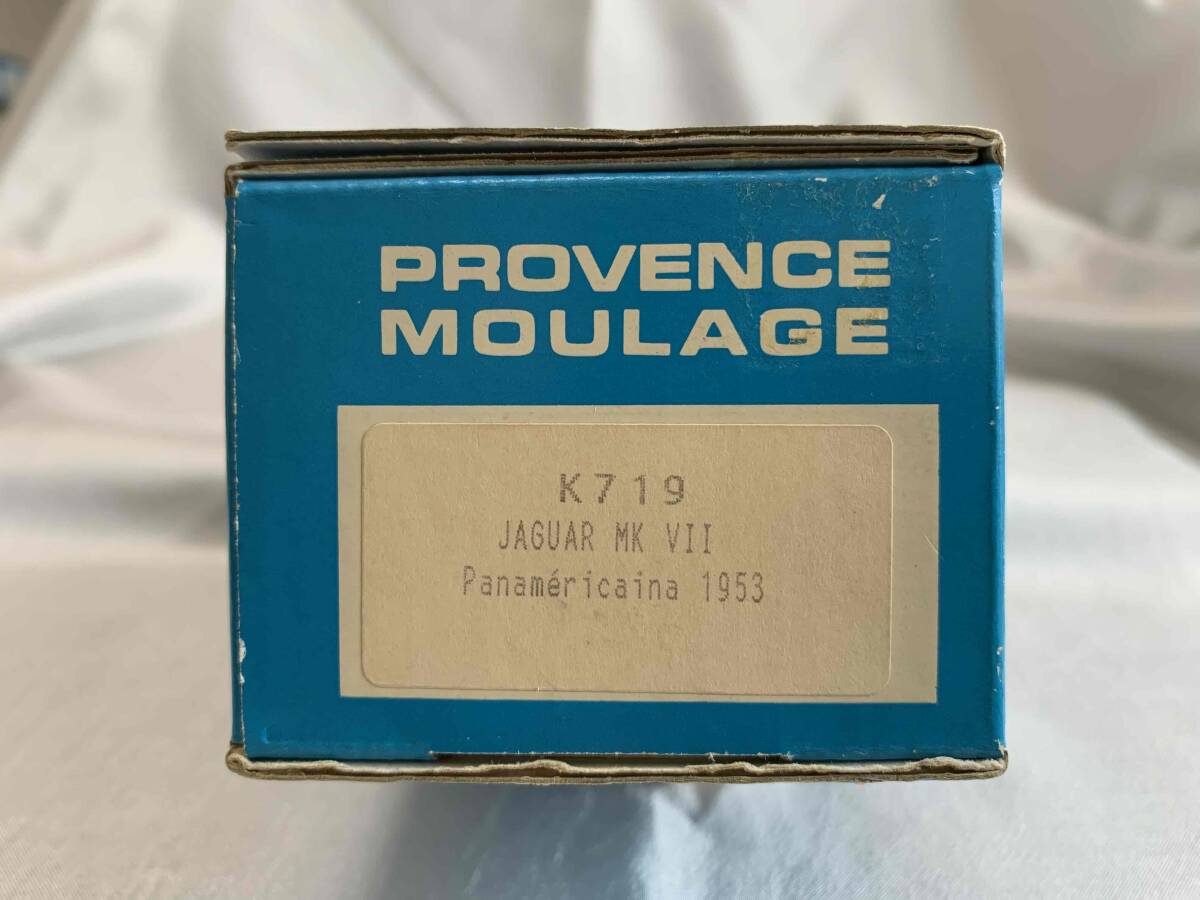 PROVENCE
MOULAGE
K719
JAGUAR MK VII
Panaméricaina 1953